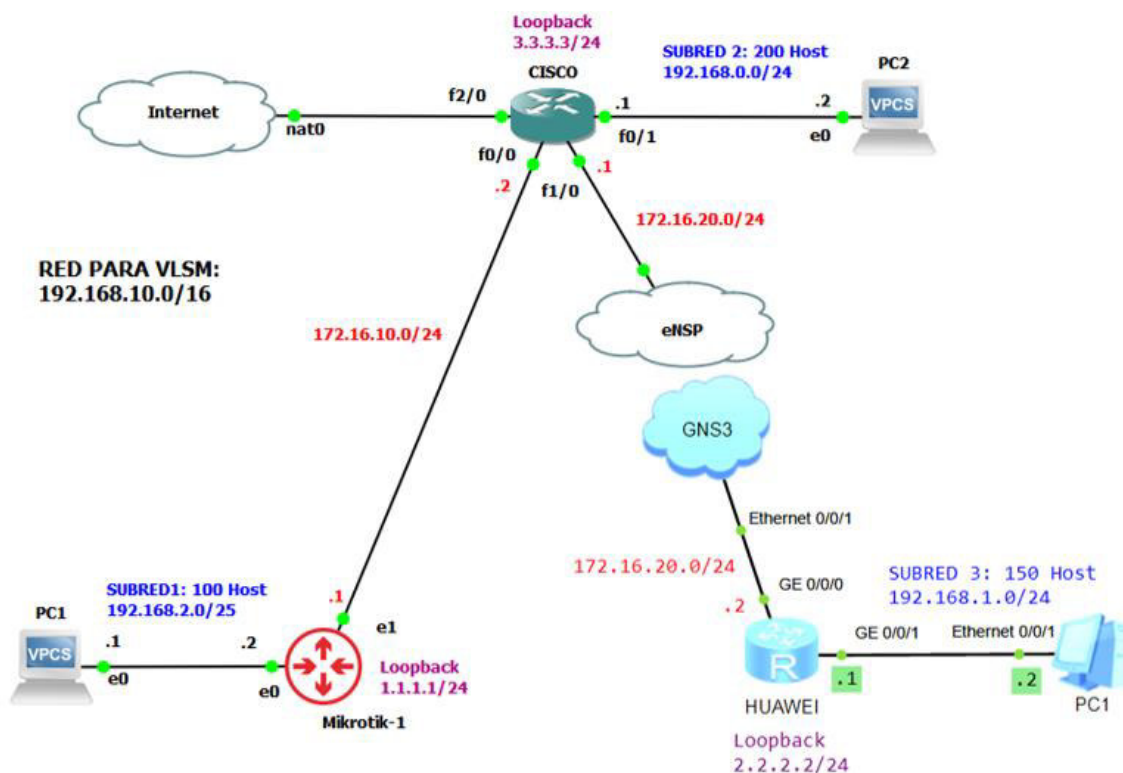 Loopback
3.3.3.3/24
CISCO
SUBRED 2: 200 Host
192.168.0.0/24
PC2
VPCS
.2
e0
.1
f0/1
f2/0
Internet
nat0
f0/0
.2
f1/0
.1
172.16.20.0/24
eNSP
RED PARA VLSM:
192.168.10.0/16
172.16.10.0/24
GNS3
Ethernet 0/0/1
172.16.20.0/24
GE 0/0/0
.2
SUBRED 3: 150 Host
192.168.1.0/24
GE 0/0/1
Ethernet 0/0/1
R
.1
.2
HUAWEI
PC1
Loopback
2.2.2.2/24
PC1
VPCS
SUBRED1: 100 Host
192.168.2.0/25
.1
e0
.2
e0
.1
e1
Loopback
1.1.1.1/24
Mikrotik-1